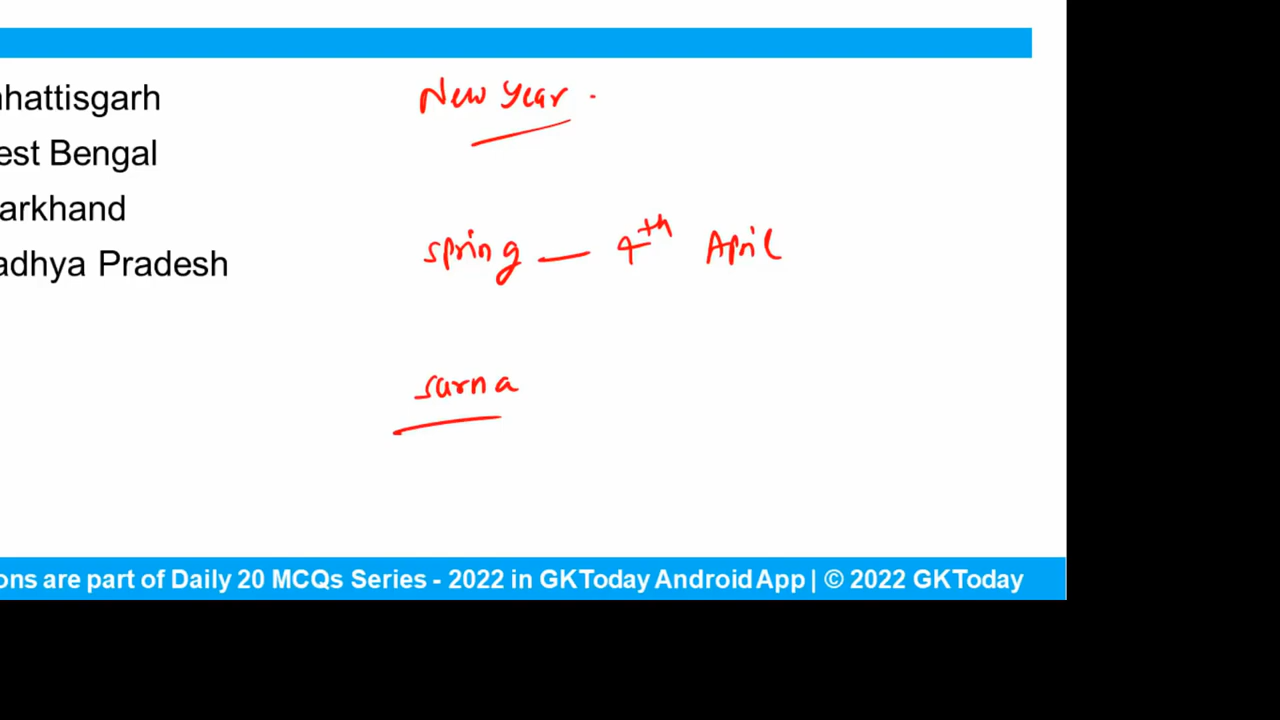 hhattisgarh
est Bengal
arkhand
adhya Pradesh
New Year.
spring — 4th April
sarna
ons are part of Daily 20 MCQs Series - 2022 in GKToday Android App | © 2022 GKToday